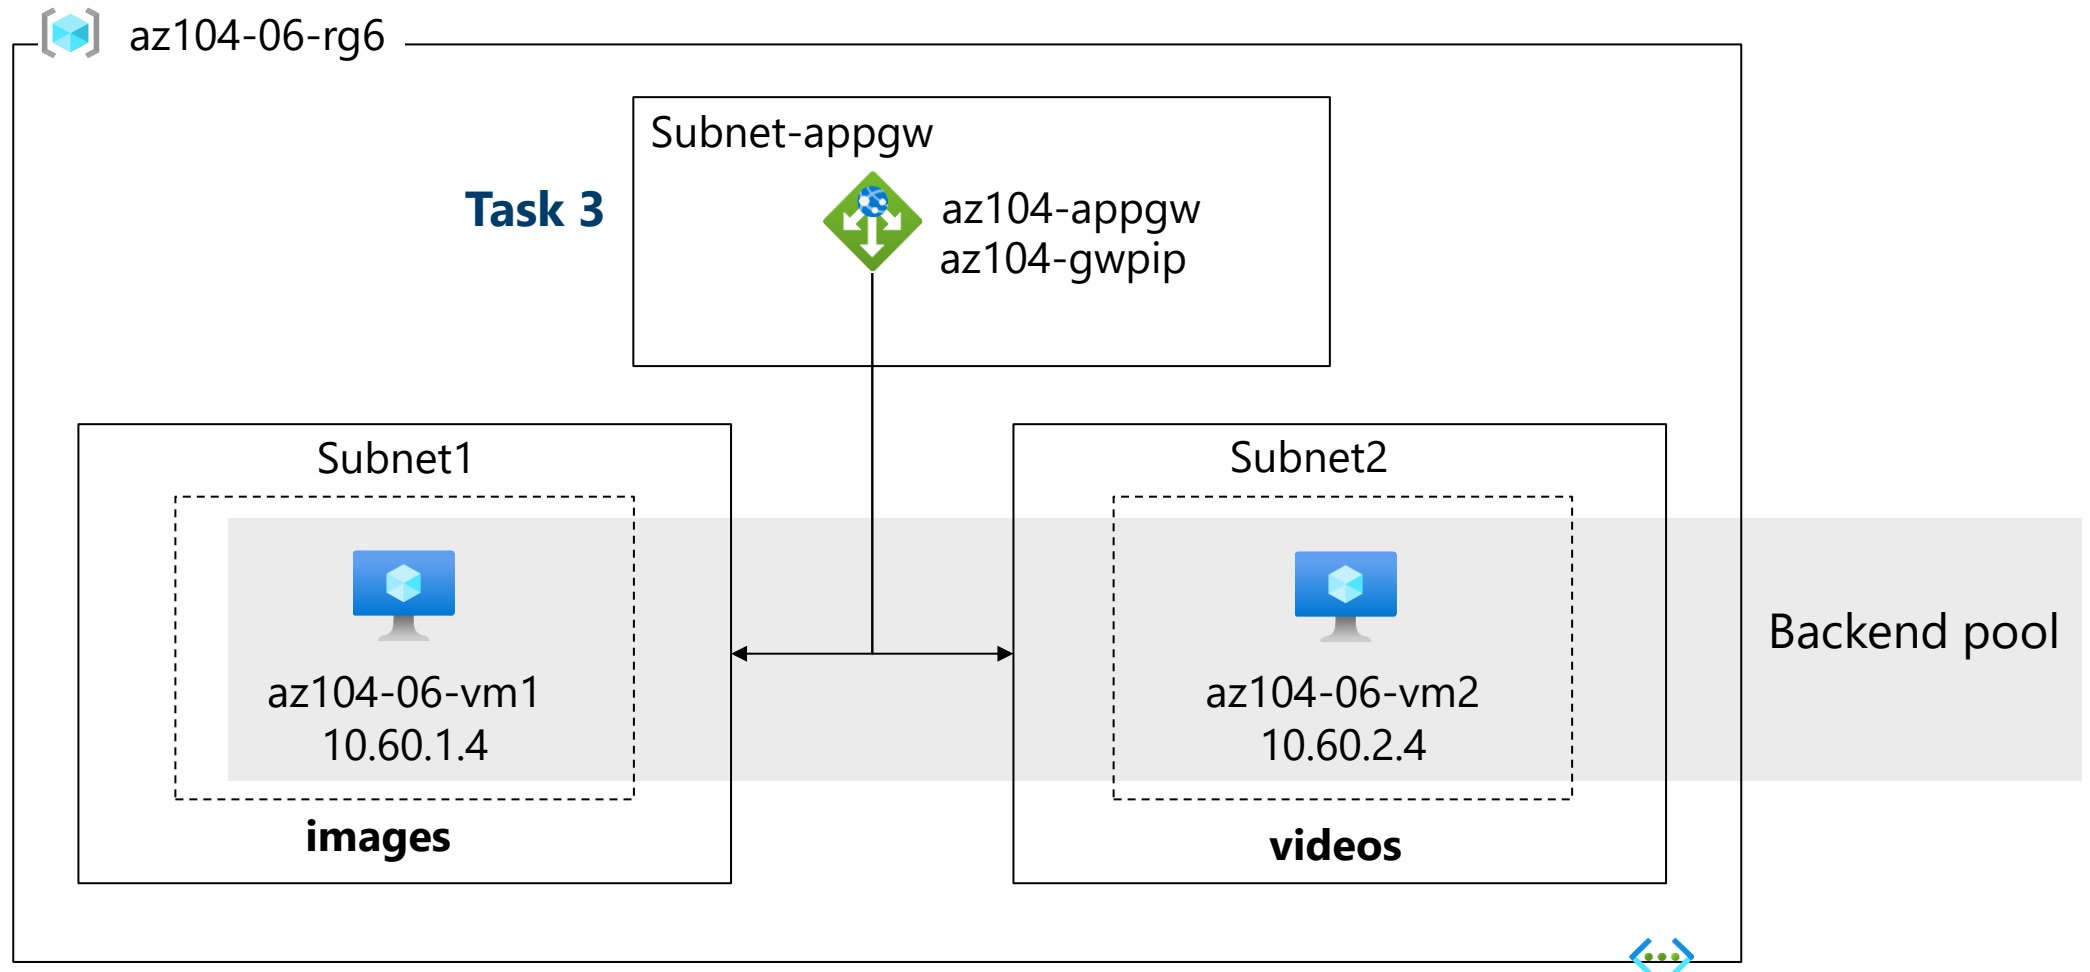 az104-06-rg6
Subnet-appgw
Task 3
az104-appgw
az104-gwpip
Subnet1
Subnet2
az104-06-vm1
10.60.1.4
az104-06-vm2
10.60.2.4
Backend pool
images
videos